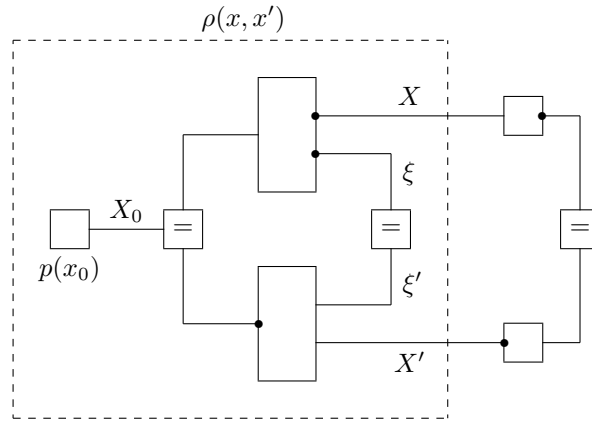 ρ(x, x′)
X
ξ
X₀
= = =
p(x₀)
ξ′
X′